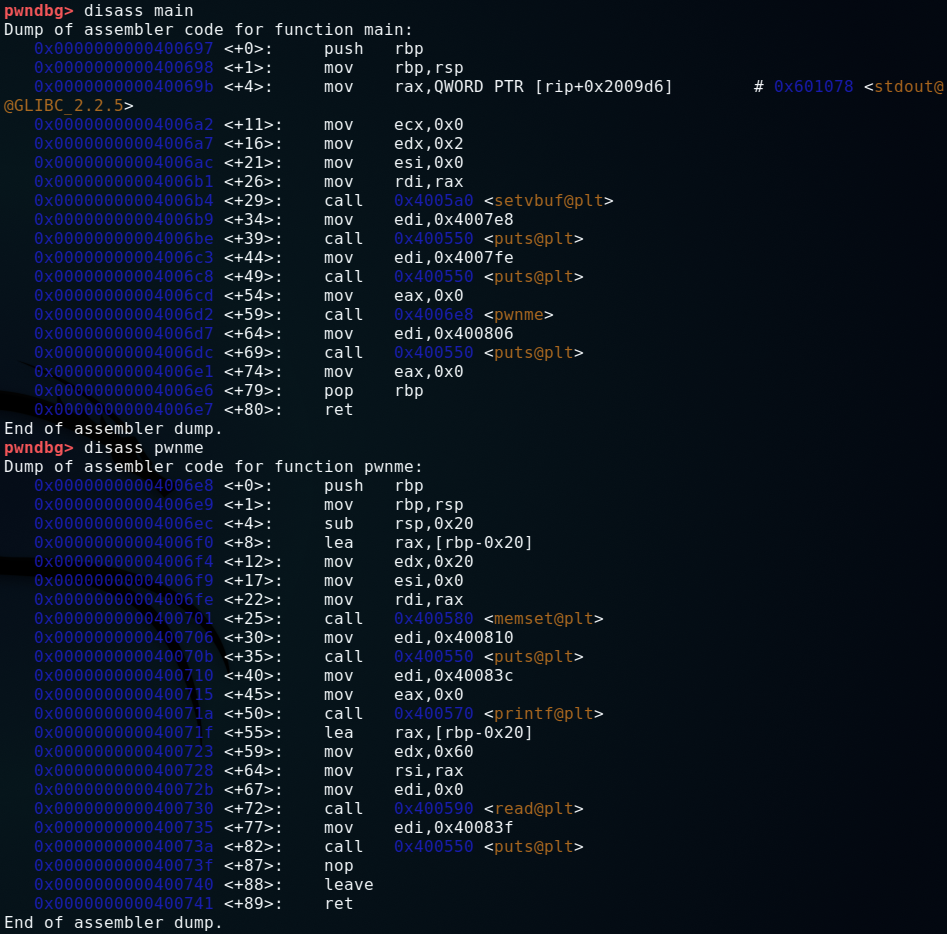 pwndbg> disass main
Dump of assembler code for function main:
   0x0000000000400697 <+0>:     push   rbp
   0x0000000000400698 <+1>:     mov    rbp,rsp
   0x000000000040069b <+4>:     mov    rax,QWORD PTR [rip+0x2009d6]        # 0x601078 <stdout@
@GLIBC_2.2.5>
   0x00000000004006a2 <+11>:    mov    ecx,0x0
   0x00000000004006a7 <+16>:    mov    edx,0x2
   0x00000000004006ac <+21>:    mov    esi,0x0
   0x00000000004006b1 <+26>:    mov    rdi,rax
   0x00000000004006b4 <+29>:    call   0x4005a0 <setvbuf@plt>
   0x00000000004006b9 <+34>:    mov    edi,0x4007e8
   0x00000000004006be <+39>:    call   0x400550 <puts@plt>
   0x00000000004006c3 <+44>:    mov    edi,0x4007fe
   0x00000000004006c8 <+49>:    call   0x400550 <puts@plt>
   0x00000000004006cd <+54>:    mov    eax,0x0
   0x00000000004006d2 <+59>:    call   0x4006e8 <pwnme>
   0x00000000004006d7 <+64>:    mov    edi,0x400806
   0x00000000004006dc <+69>:    call   0x400550 <puts@plt>
   0x00000000004006e1 <+74>:    mov    eax,0x0
   0x00000000004006e6 <+79>:    pop    rbp
   0x00000000004006e7 <+80>:    ret
End of assembler dump.
pwndbg> disass pwnme
Dump of assembler code for function pwnme:
   0x00000000004006e8 <+0>:     push   rbp
   0x00000000004006e9 <+1>:     mov    rbp,rsp
   0x00000000004006ec <+4>:     sub    rsp,0x20
   0x00000000004006f0 <+8>:     lea    rax,[rbp-0x20]
   0x00000000004006f4 <+12>:    mov    edx,0x20
   0x00000000004006f9 <+17>:    mov    esi,0x0
   0x00000000004006fe <+22>:    mov    rdi,rax
   0x0000000000400701 <+25>:    call   0x400580 <memset@plt>
   0x0000000000400706 <+30>:    mov    edi,0x400810
   0x000000000040070b <+35>:    call   0x400550 <puts@plt>
   0x0000000000400710 <+40>:    mov    edi,0x40083c
   0x0000000000400715 <+45>:    mov    eax,0x0
   0x000000000040071a <+50>:    call   0x400570 <printf@plt>
   0x000000000040071f <+55>:    lea    rax,[rbp-0x20]
   0x0000000000400723 <+59>:    mov    edx,0x60
   0x0000000000400728 <+64>:    mov    rsi,rax
   0x000000000040072b <+67>:    mov    edi,0x0
   0x0000000000400730 <+72>:    call   0x400590 <read@plt>
   0x0000000000400735 <+77>:    mov    edi,0x40083f
   0x000000000040073a <+82>:    call   0x400550 <puts@plt>
   0x000000000040073f <+87>:    nop
   0x0000000000400740 <+88>:    leave
   0x0000000000400741 <+89>:    ret
End of assembler dump.